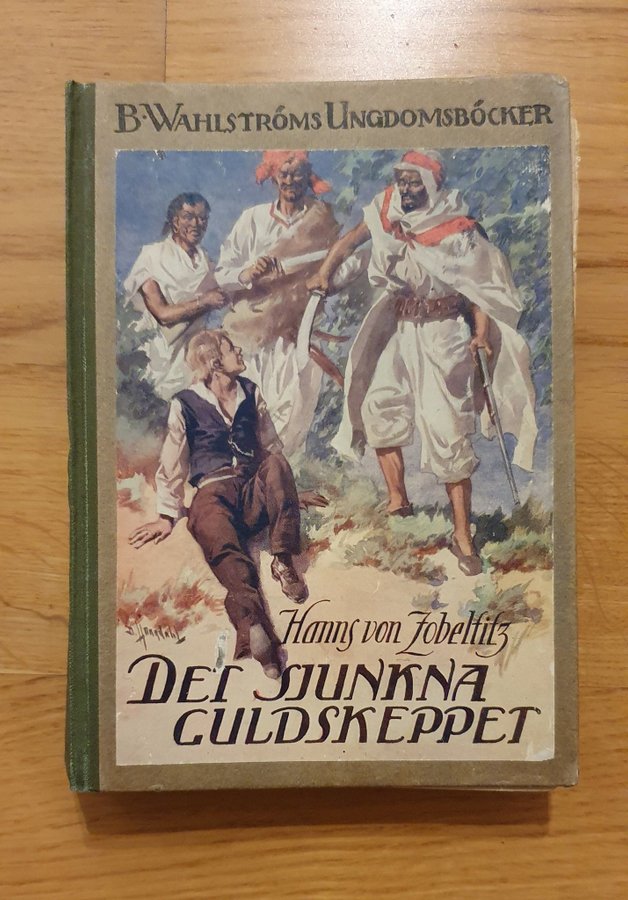 B. WAHLSTRÖMS UNGDOMSBÖCKER
Hanns von Zobeltitz
DET SJUNKNA
GULDSKEPPET